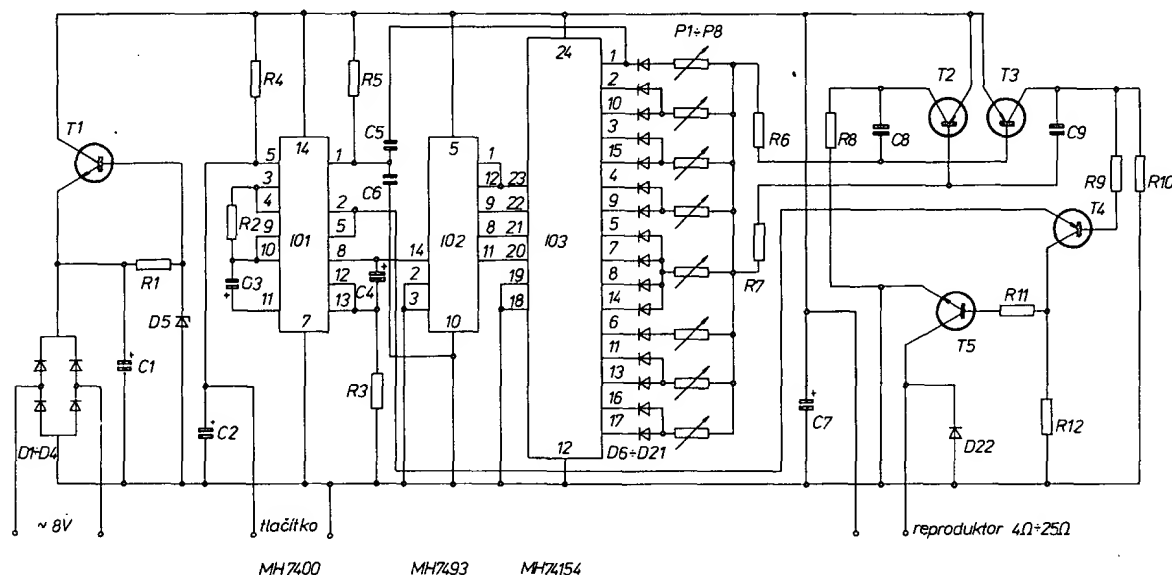 P1÷P8
24
1
2
10
3
15
4
9
5
7
8
14
6
11
13
16
17
D6÷D21
T1
R4
R5
C5
C6
14
5
3
4
9
10
11
1
2
5
8
12
13
7
IO1
R2
C3
C4
R3
5
1
12
9
8
11
14
2
3
10
IO2
23
22
21
20
19
18
12
IO3
R6
R7
R8
C8
T2
T3
C9
R9
R10
T4
R11
T5
R12
D22
C7
R1
D5
C1
C2
D1÷D4
~ 8V
tlačítko
reproduktor 4Ω÷25Ω
MH7400
MH7493
MH74154